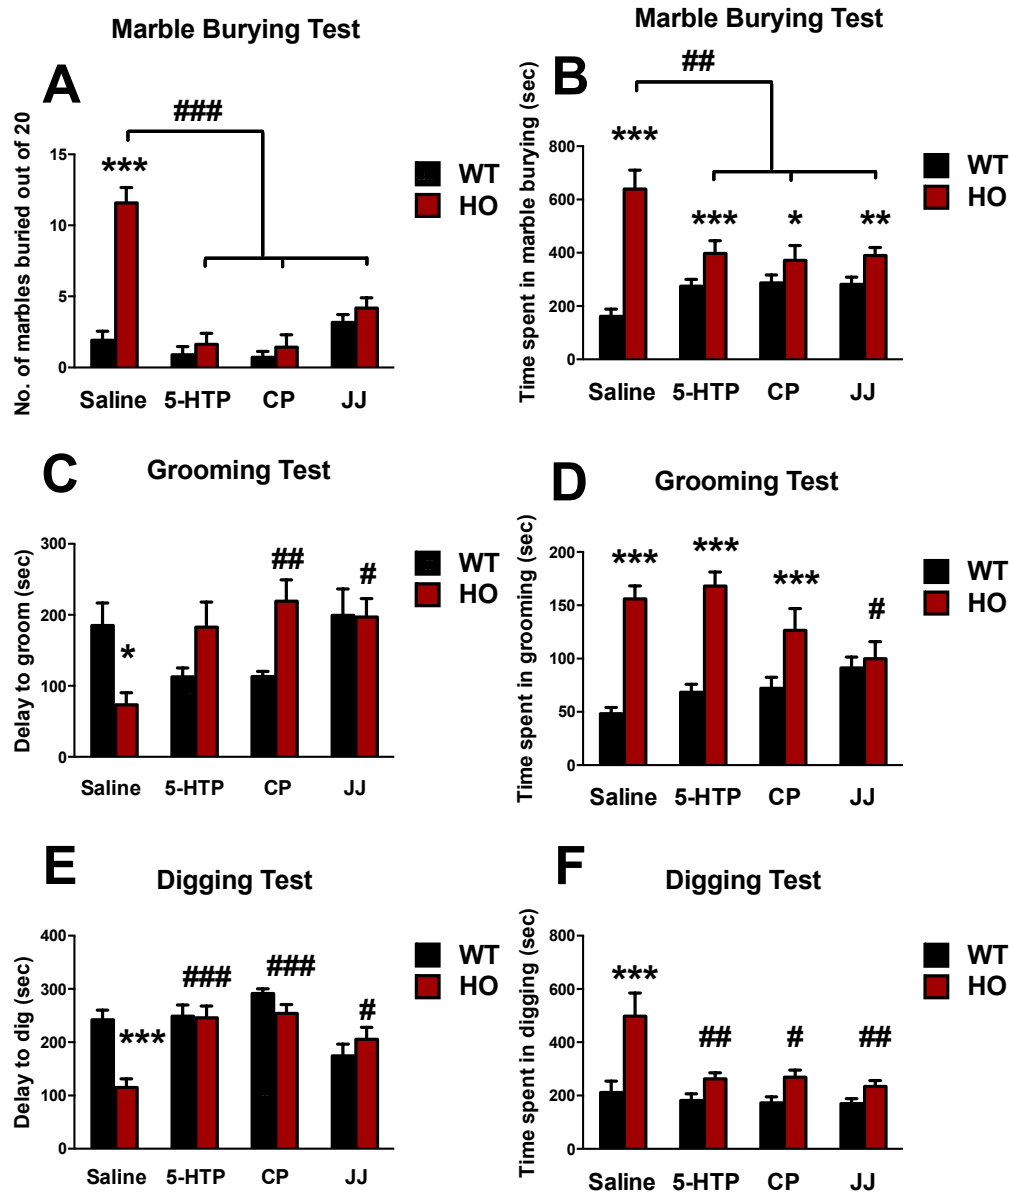 Marble Burying Test
A
###
***
No. of marbles buried out of 20
15
10
5
0
Saline 5-HTP CP JJ
WT
HO
Marble Burying Test
B
##
***
***
*
**
Time spent in marble burying (sec)
800
600
400
200
0
Saline 5-HTP CP JJ
WT
HO
C
Grooming Test
Delay to groom (sec)
300
200
100
0
*
##
#
Saline 5-HTP CP JJ
WT
HO
D
Grooming Test
Time spent in grooming (sec)
200
150
100
50
0
***
***
***
#
Saline 5-HTP CP JJ
WT
HO
E
Digging Test
Delay to dig (sec)
400
300
200
100
0
***
###
###
#
Saline 5-HTP CP JJ
WT
HO
F
Digging Test
Time spent in digging (sec)
800
600
400
200
0
***
##
#
##
Saline 5-HTP CP JJ
WT
HO